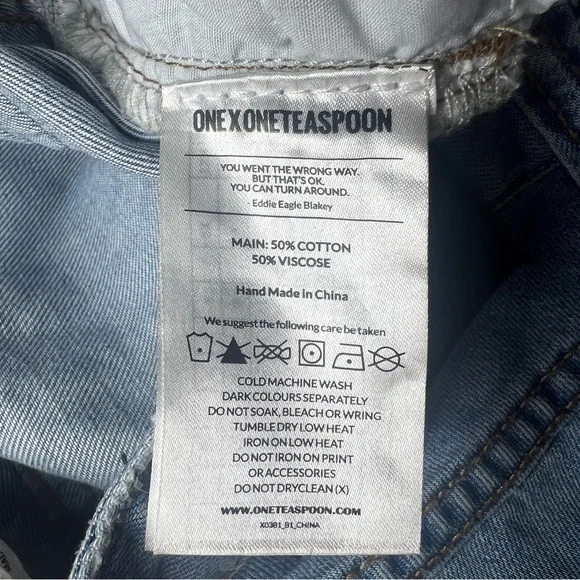 ONEXONETEASPOON
YOU WENT THE WRONG WAY.
BUT THAT'S OK.
YOU CAN TURN AROUND.
- Eddie Eagle Blakey
MAIN: 50% COTTON
50% VISCOSE
Hand Made in China
We suggest the following care be taken
COLD MACHINE WASH
DARK COLOURS SEPARATELY
DO NOT SOAK, BLEACH OR WRING
TUMBLE DRY LOW HEAT
IRON ON LOW HEAT
DO NOT IRON ON PRINT
OR ACCESSORIES
DO NOT DRYCLEAN (X)
WWW.ONETEASPOON.COM
X0381_B1_CHINA